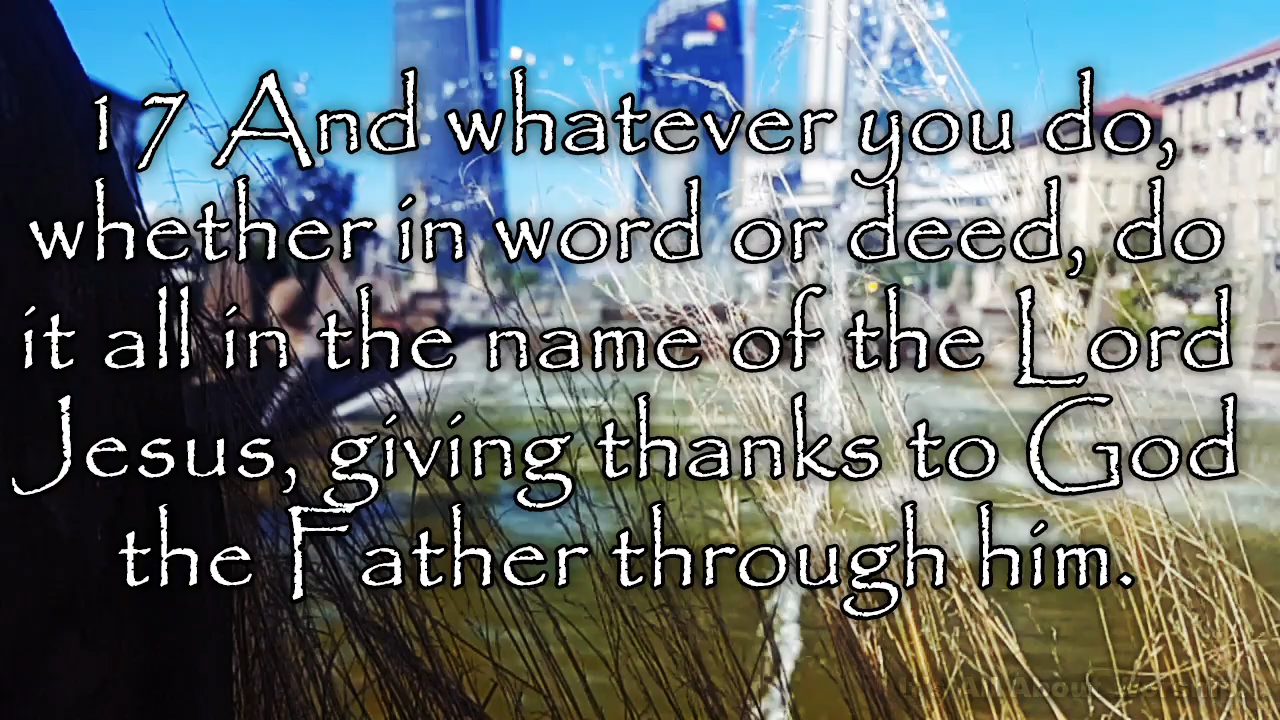 17 And whatever you do,
whether in word or deed, do
it all in the name of the Lord
Jesus, giving thanks to God
the Father through him.